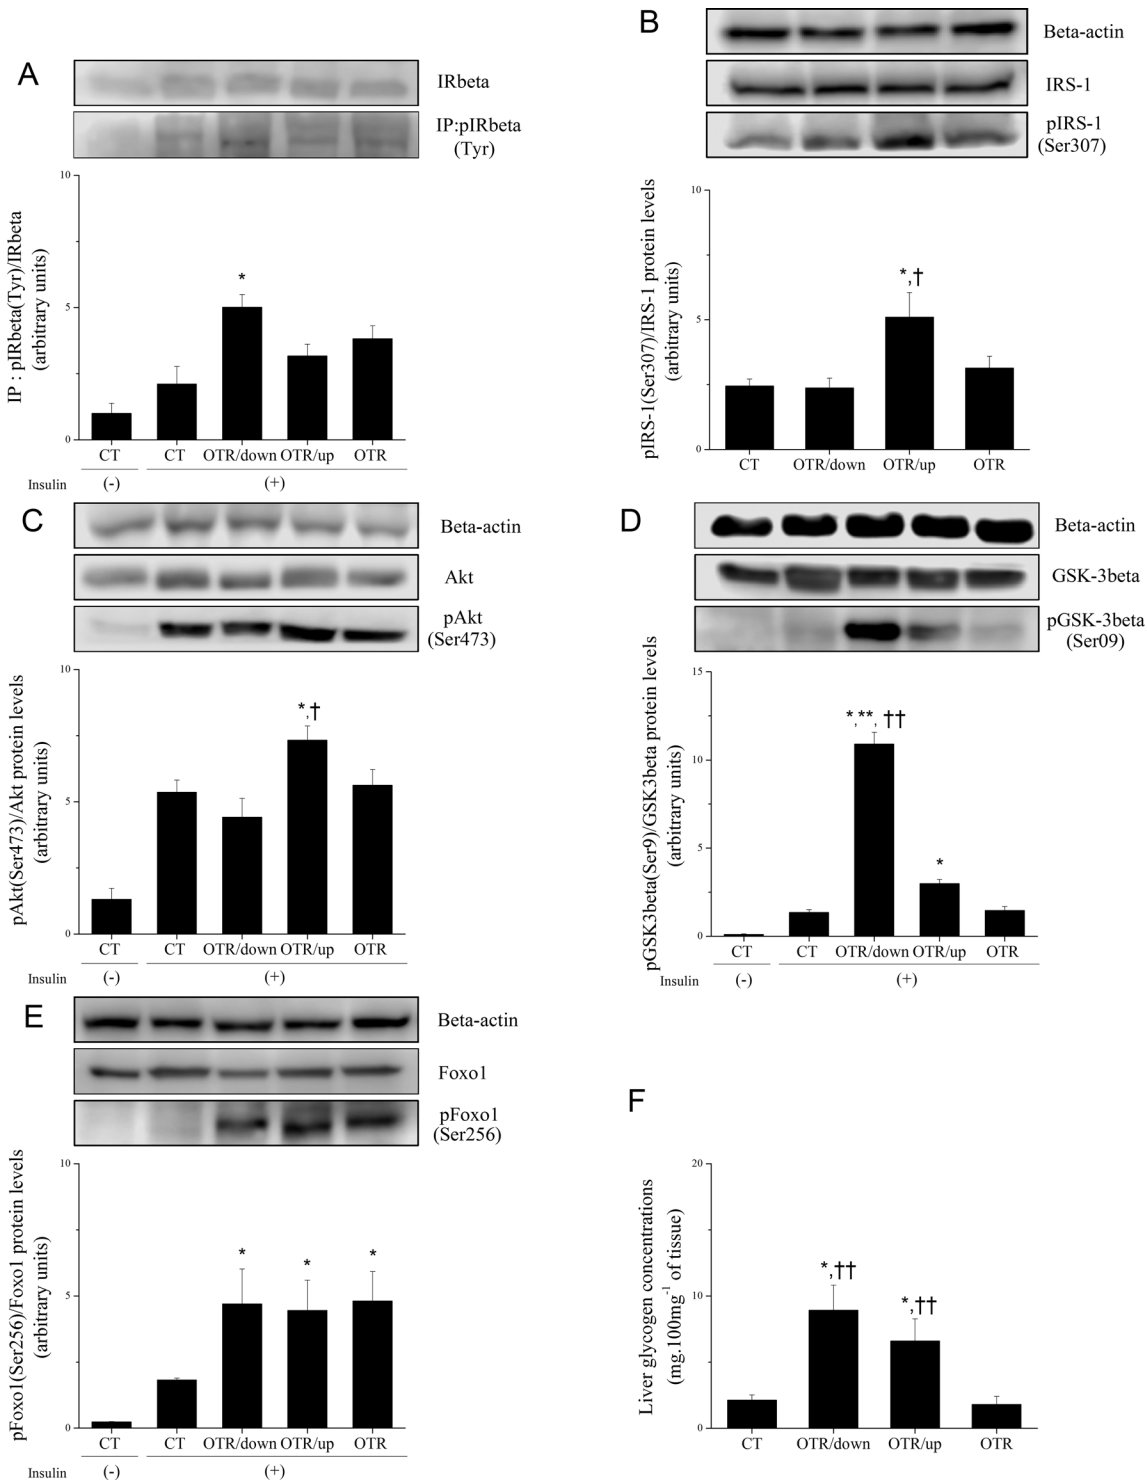 A
IRbeta
IP:pIRbeta
(Tyr)
IP : pIRbeta(Tyr)/IRbeta
(arbitrary units)
10
5
0
*
CT CT OTR/down OTR/up OTR
Insulin (-) (+)
B
Beta-actin
IRS-1
pIRS-1
(Ser307)
pIRS-1(Ser307)/IRS-1 protein levels
(arbitrary units)
10
5
0
*,†
CT OTR/down OTR/up OTR
C
Beta-actin
Akt
pAkt
(Ser473)
pAkt(Ser473)/Akt protein levels
(arbitrary units)
10
5
0
*,†
CT CT OTR/down OTR/up OTR
Insulin (-) (+)
D
Beta-actin
GSK-3beta
pGSK-3beta
(Ser09)
pGSK3beta(Ser9)/GSK3beta protein levels
(arbitrary units)
15
10
5
0
*,**, ††
*
CT CT OTR/down OTR/up OTR
Insulin (-) (+)
E
Beta-actin
Foxo1
pFoxo1
(Ser256)
pFoxo1(Ser256)/Foxo1 protein levels
(arbitrary units)
10
5
0
* * *
CT CT OTR/down OTR/up OTR
Insulin (-) (+)
F
Liver glycogen concentrations
(mg.100mg⁻¹ of tissue)
20
10
0
*,††
*,††
CT OTR/down OTR/up OTR